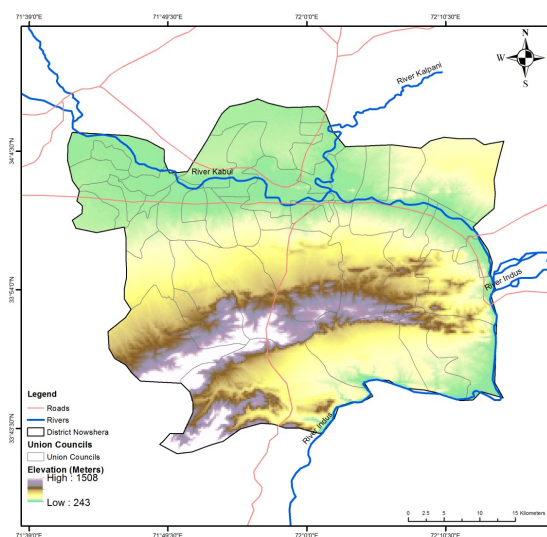 71°39'0"E 71°49'30"E 72°0'0"E 72°10'30"E
N
W E
S
River Kalpani
34°4'30"N
River Kabul
33°54'0"N
River Indus
Legend
Roads
Rivers
District Nowshera
Union Councils
Union Councils
Elevation (Meters)
High : 1508
Low : 243
33°43'30"N
River Indus
0 2.5 5 10 15 Kilometers
71°39'0"E 71°49'30"E 72°0'0"E 72°10'30"E